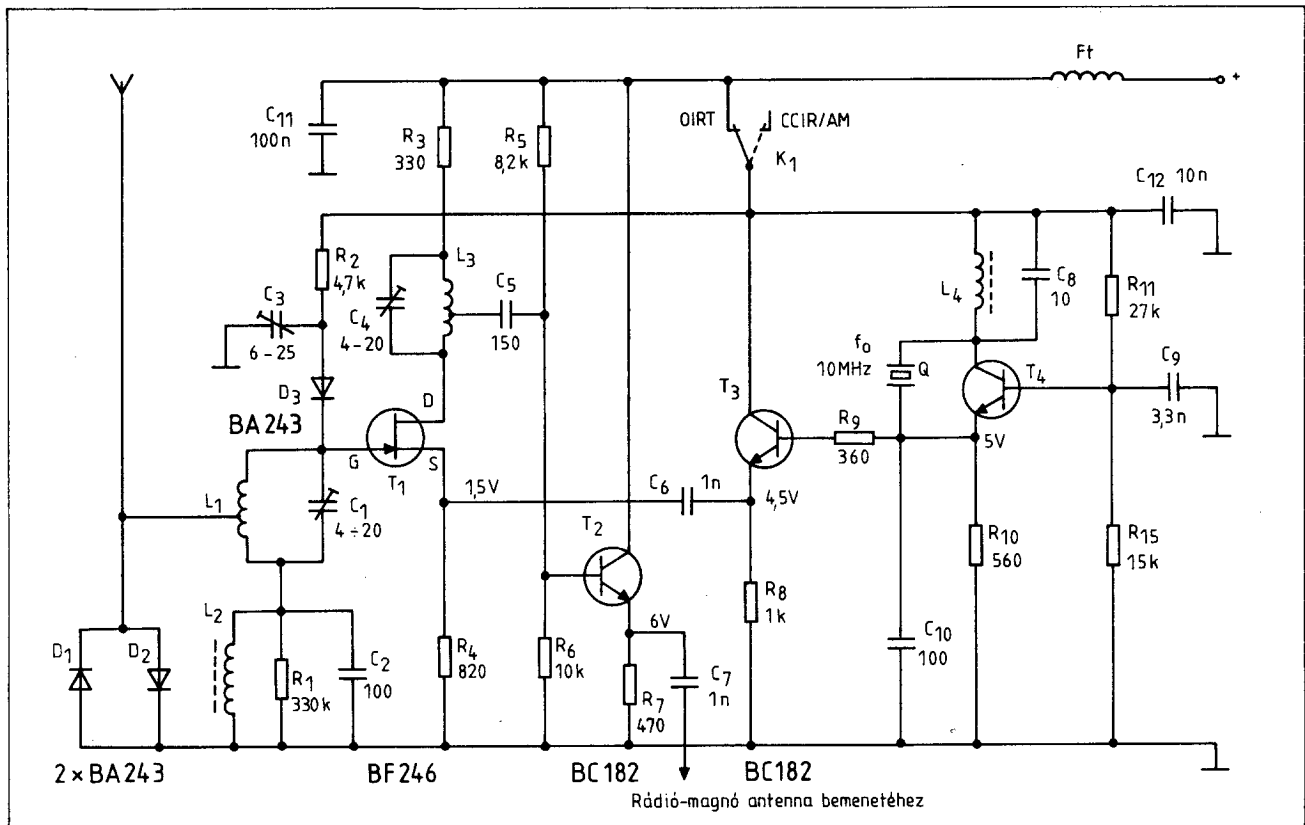 Ft
+
C11
100n
R3
330
R5
8,2k
OIRT
CCIR/AM
K1
C12 10n
R2
4,7k
L3
C3
6-25
C4
4-20
C5
150
L4
C8
10
R11
27k
f0
10MHz
Q
T4
C9
3,3n
D3
BA243
D
G
S
T1
T3
R9
360
5V
L1
C1
4÷20
1,5V
C6 1n
4,5V
T2
R10
560
R15
15k
L2
R8
1k
6V
D1
D2
R1
330k
C2
100
R4
820
R6
10k
R7
470
C7
1n
C10
100
2×BA243
BF246
BC182
BC182
Rádió-magnó antenna bemenetéhez